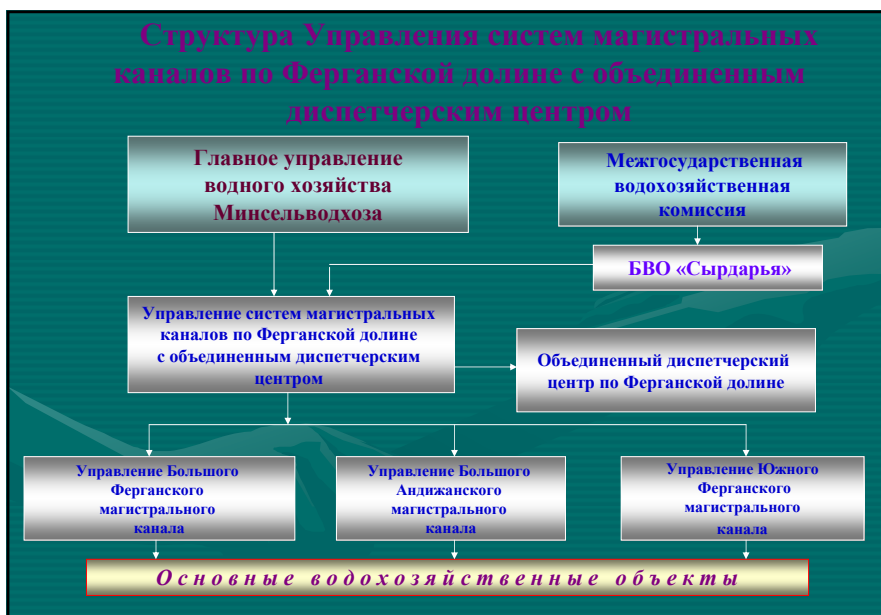 Структура Управления систем магистральных
каналов по Ферганской долине с объединенным
диспетчерским центром
Главное управление
водного хозяйства
Минсельводхоза
Межгосударственная
водохозяйственная
комиссия
БВО «Сырдарья»
Управление систем магистральных
каналов по Ферганской долине
с объединенным диспетчерским
центром
Объединенный диспетчерский
центр по Ферганской долине
Управление Большого
Ферганского
магистрального
канала
Управление Большого
Андижанского
магистрального
канала
Управление Южного
Ферганского
магистрального
канала
Основные водохозяйственные объекты